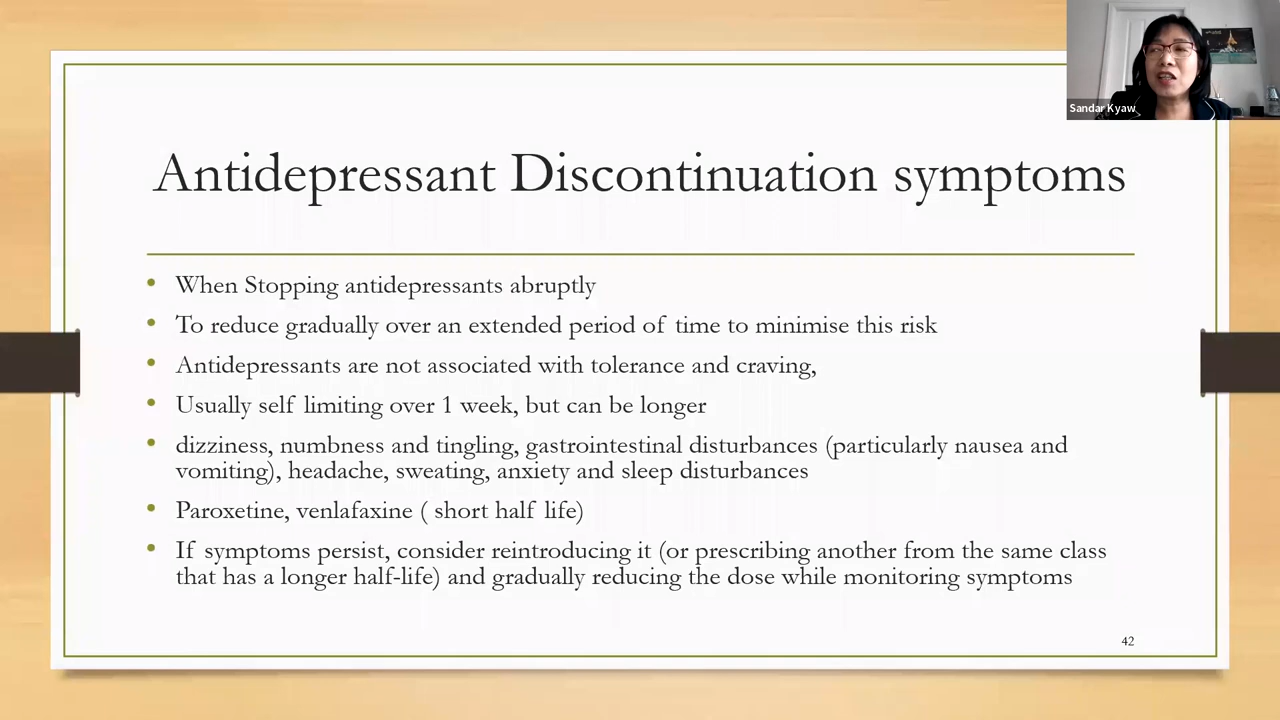 Sandar Kyaw
Antidepressant Discontinuation symptoms
• When Stopping antidepressants abruptly
• To reduce gradually over an extended period of time to minimise this risk
• Antidepressants are not associated with tolerance and craving,
• Usually self limiting over 1 week, but can be longer
• dizziness, numbness and tingling, gastrointestinal disturbances (particularly nausea and
vomiting), headache, sweating, anxiety and sleep disturbances
• Paroxetine, venlafaxine ( short half life)
• If symptoms persist, consider reintroducing it (or prescribing another from the same class
that has a longer half-life) and gradually reducing the dose while monitoring symptoms
42